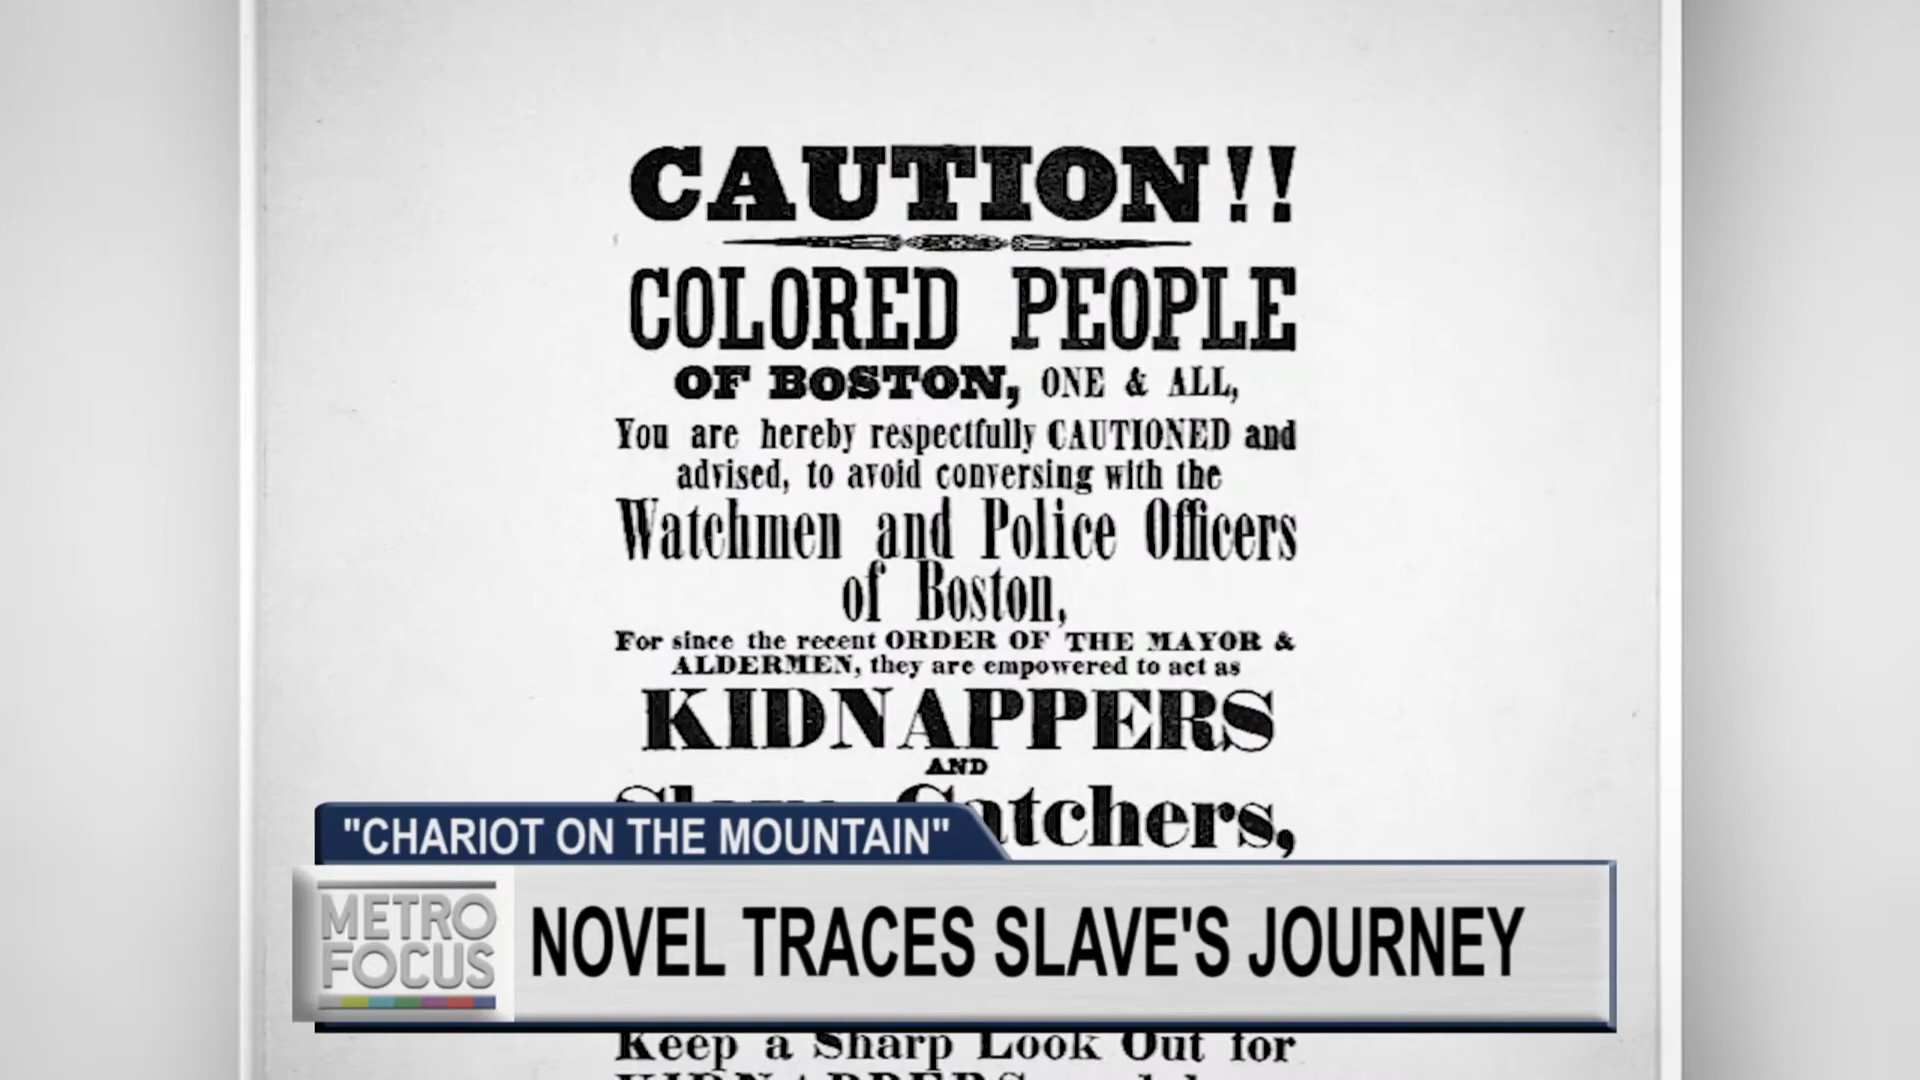 CAUTION!!
COLORED PEOPLE
OF BOSTON, ONE & ALL,
You are hereby respectfully CAUTIONED and
advised, to avoid conversing with the
Watchmen and Police Officers
of Boston,
For since the recent ORDER OF THE MAYOR &
ALDERMEN, they are empowered to act as
KIDNAPPERS
AND
Catchers,
"CHARIOT ON THE MOUNTAIN"
METRO
FOCUS
NOVEL TRACES SLAVE'S JOURNEY
Keep a Sharp Look Out for
KIDNAPPERS